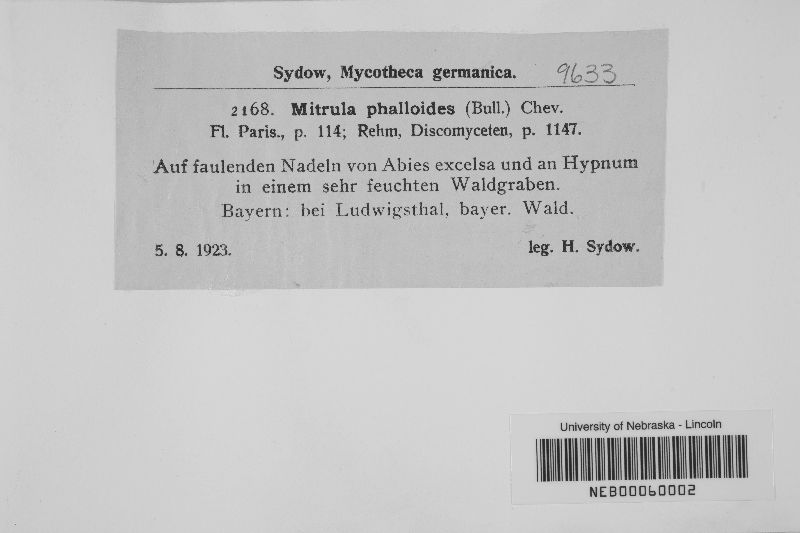 Sydow, Mycotheca germanica. 9633
2168. Mitrula phalloides (Bull.) Chev.
Fl. Paris., p. 114; Rehm, Discomyceten, p. 1147.
Auf faulenden Nadeln von Abies excelsa und an Hypnum
in einem sehr feuchten Waldgraben.
Bayern: bei Ludwigsthal, bayer. Wald.
5. 8. 1923. leg. H. Sydow.
University of Nebraska - Lincoln
NEB00060002